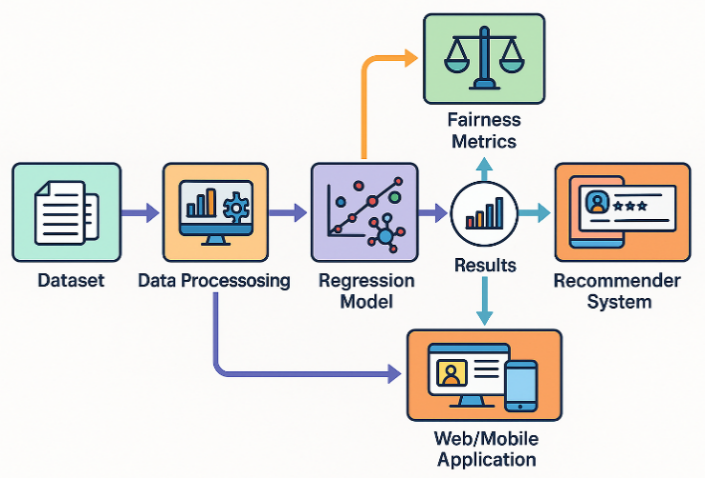 Fairness
Metrics
Dataset
Data Processosing
Regression
Model
Results
Recommender
System
Web/Mobile
Application